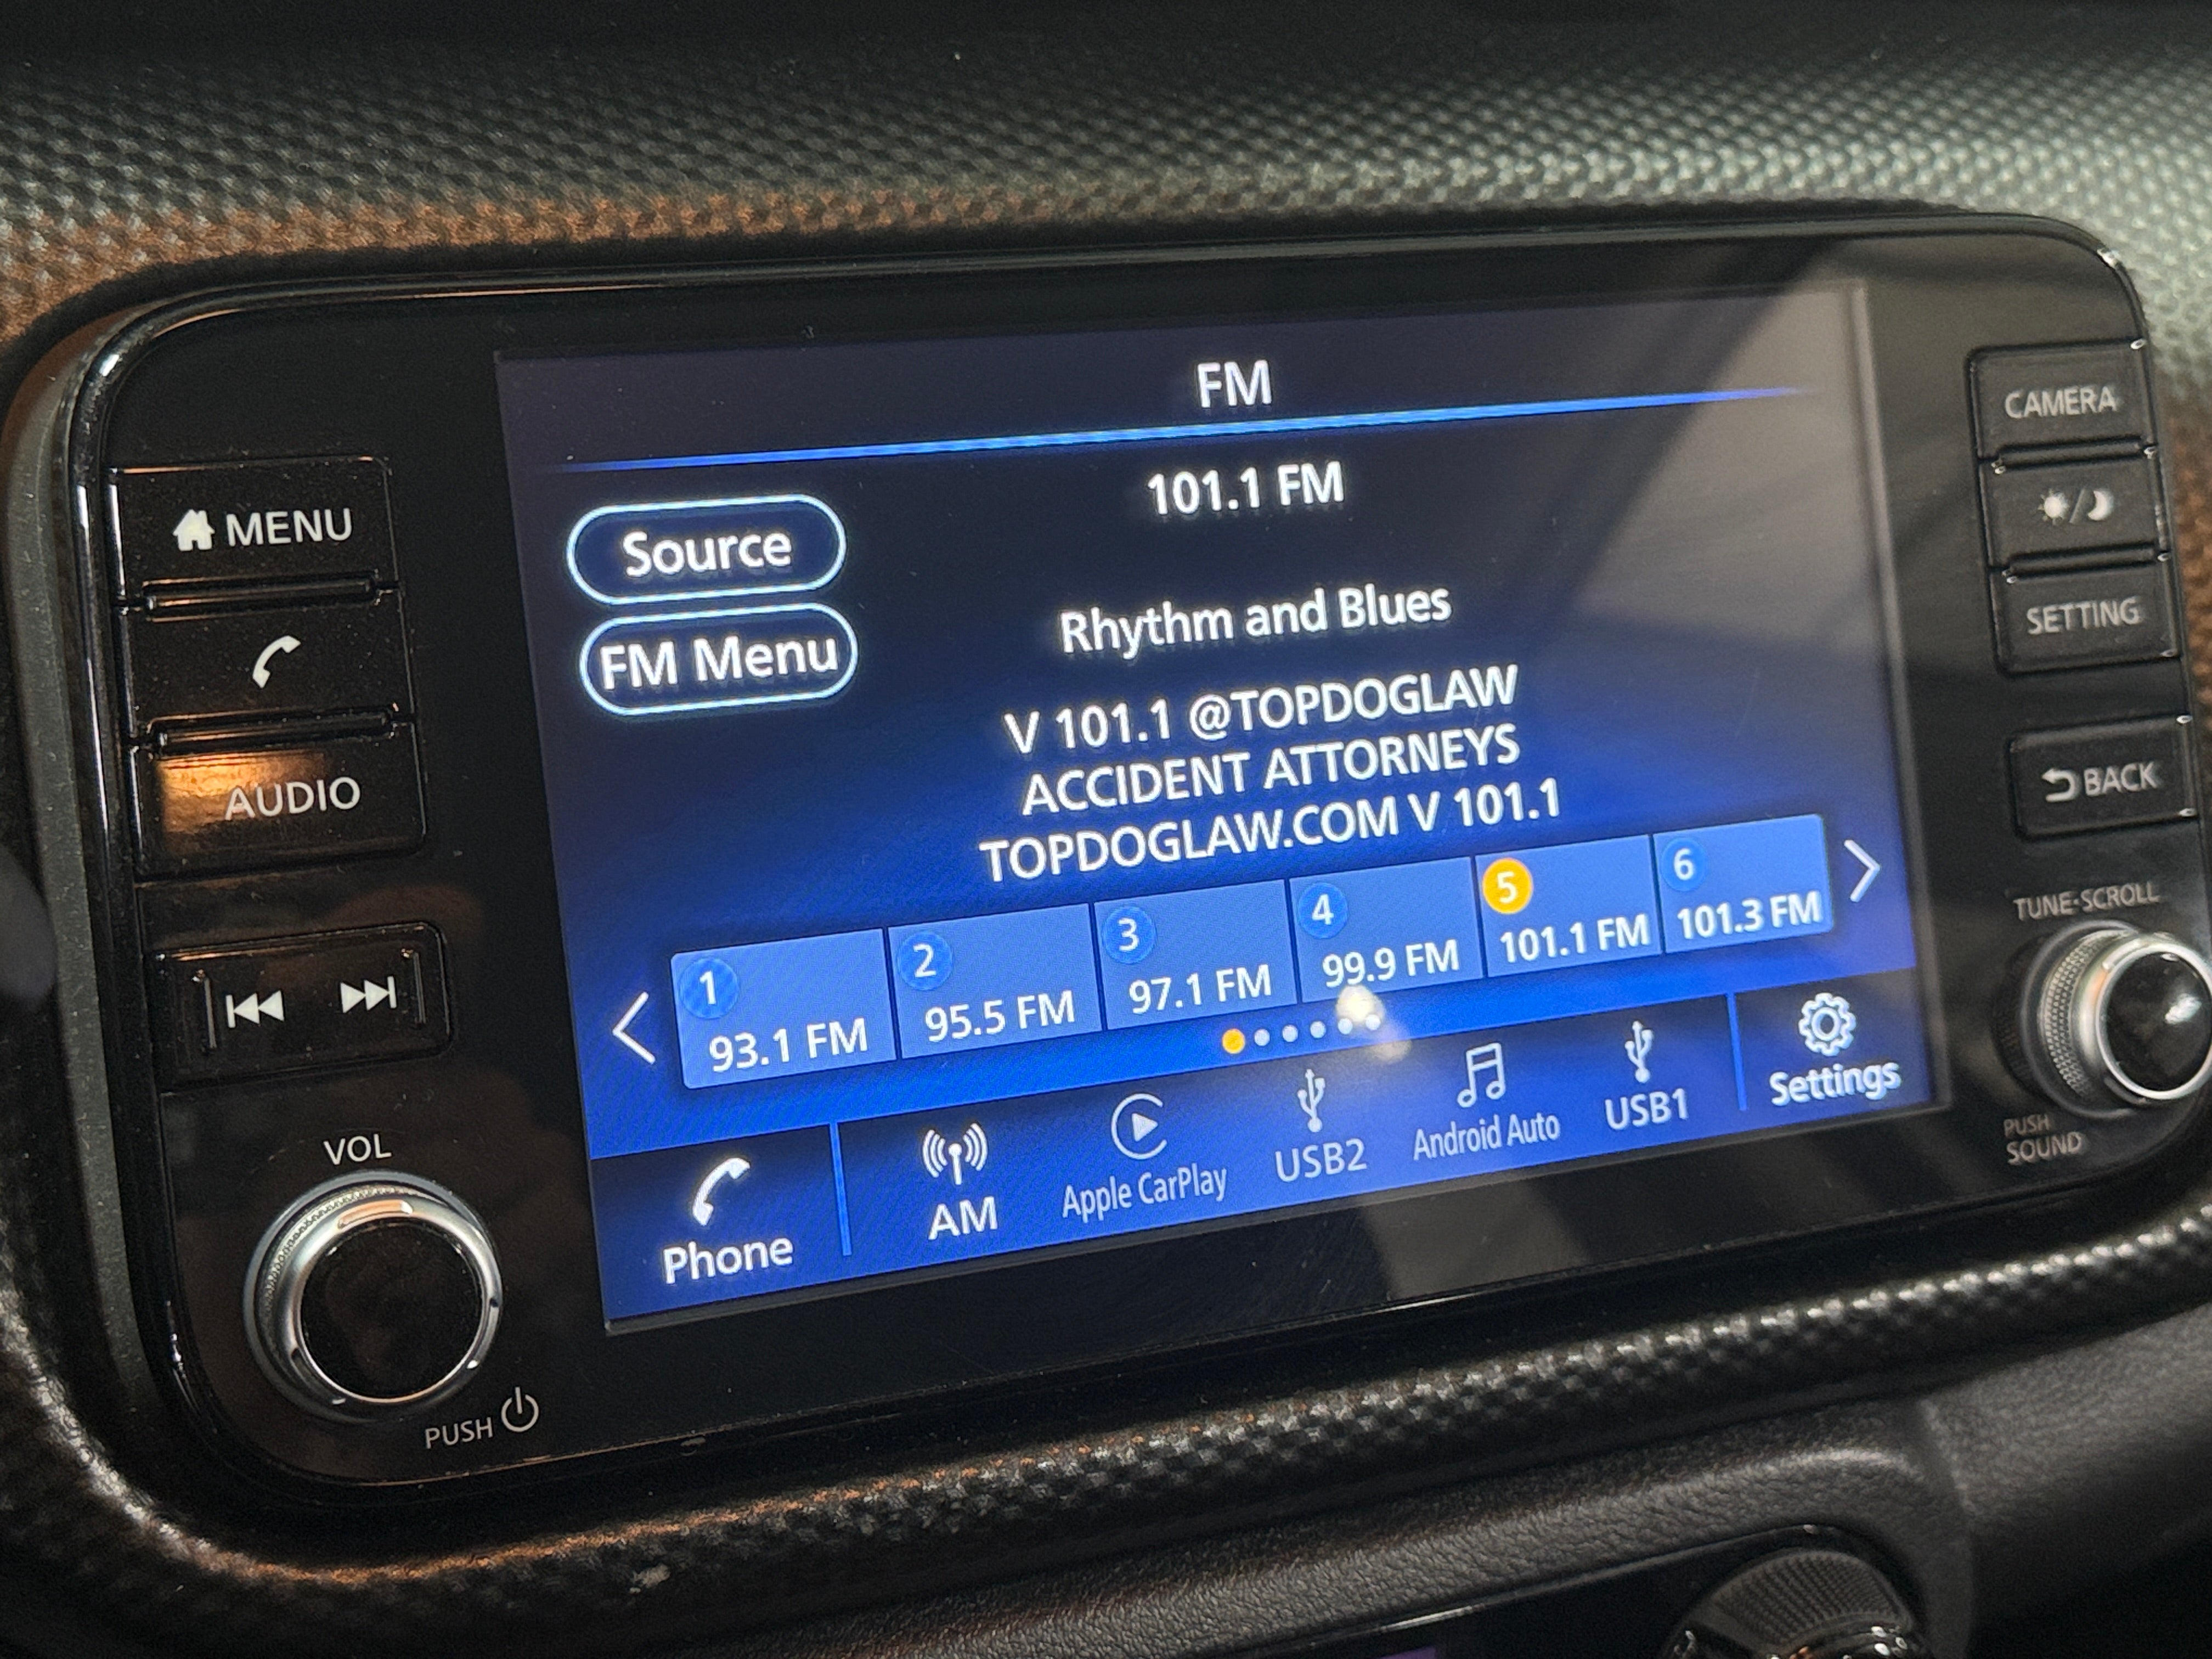 FM
101.1 FM
Source
FM Menu
Rhythm and Blues
V 101.1 @TOPDOGLAW
ACCIDENT ATTORNEYS
TOPDOGLAW.COM V 101.1
1 93.1 FM
2 95.5 FM
3 97.1 FM
4 99.9 FM
5 101.1 FM
6 101.3 FM
Phone
AM
Apple CarPlay
USB2
Android Auto
USB1
Settings
MENU
AUDIO
VOL
PUSH
CAMERA
SETTING
BACK
TUNE·SCROLL
PUSH
SOUND